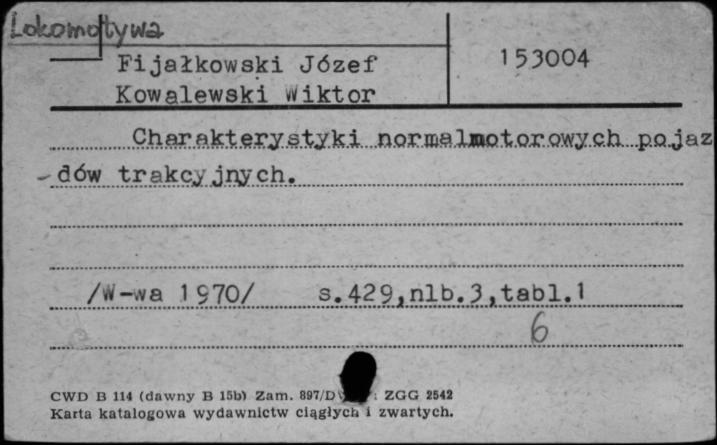 Lokomotywa
Fijałkowski Józef
153004
Kowalewski Wiktor
Charakterystyki normalmotorowych pojaz
-dów trakcyjnych.
/W-wa 1970/ s.429,nlb.3,tabl.1
6
CWD B 114 (dawny B 15b) Zam. 897/D ZGG 2542
Karta katalogowa wydawnictw ciągłych i zwartych.